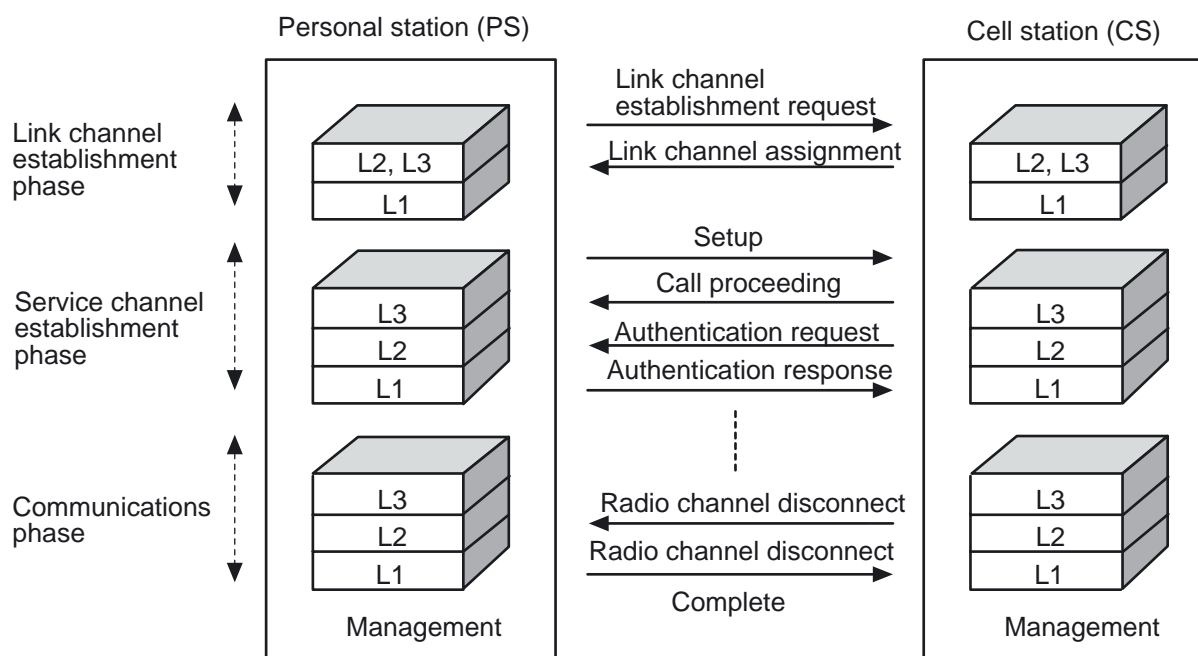 Personal station (PS)
Cell station (CS)
Link channel
establishment
phase
L2, L3
L1
Link channel
establishment request
Link channel assignment
L2, L3
L1
Service channel
establishment
phase
L3
L2
L1
Setup
Call proceeding
Authentication request
Authentication response
L3
L2
L1
Communications
phase
L3
L2
L1
Radio channel disconnect
Radio channel disconnect
Complete
L3
L2
L1
Management
Management